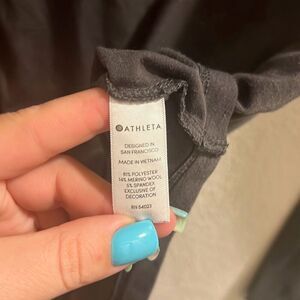 ATHLETA
DESIGNED IN
SAN FRANCISCO
MADE IN VIETNAM
81% POLYESTER
14% MERINO WOOL
5% SPANDEX
EXCLUSIVE OF
DECORATION
RN 54023